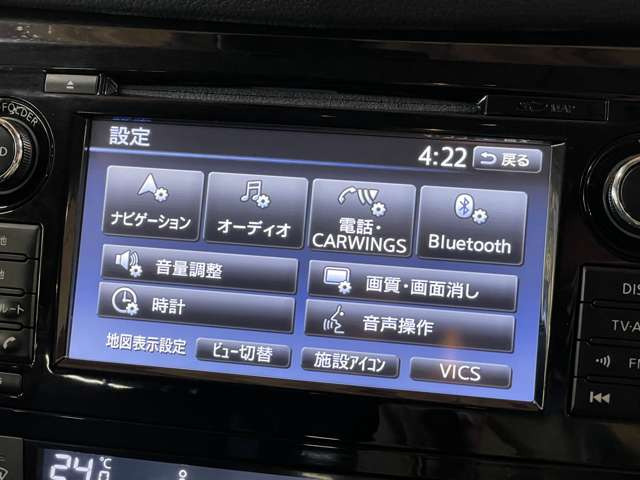 FOLDER
設定
4:22 戻る
ナビゲーション
オーディオ
電話・
CARWINGS
Bluetooth
音量調整
画質・画面消し
時計
音声操作
地図表示設定 ビュー切替 施設アイコン VICS
TV-A
24℃